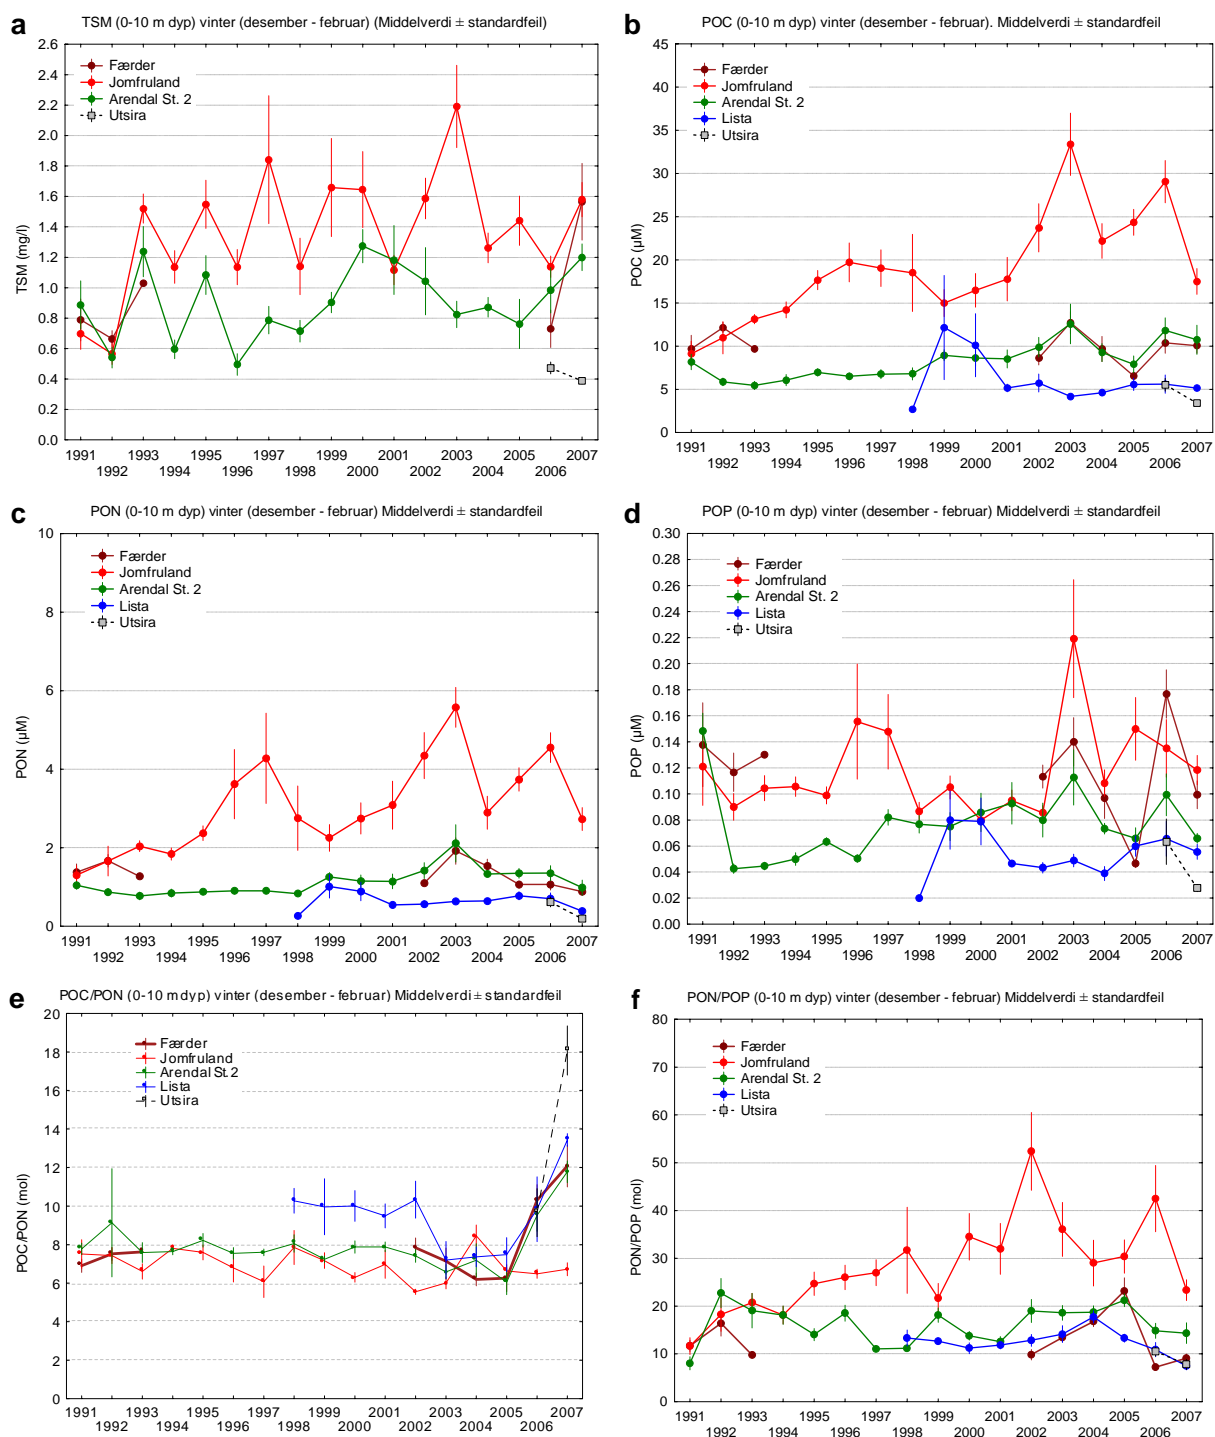 a
TSM (0-10 m dyp) vinter (desember - februar) (Middelverdi ± standardfeil)
2.6
2.4
2.2
2.0
1.8
1.6
1.4
1.2
1.0
0.8
0.6
0.4
0.2
0.0
TSM (mg/l)
Færder
Jomfruland
Arendal St. 2
Utsira
1991 1993 1995 1997 1999 2001 2003 2005 2007
1992 1994 1996 1998 2000 2002 2004 2006
b
POC (0-10 m dyp) vinter (desember - februar). Middelverdi ± standardfeil
45
40
35
30
25
20
15
10
5
0
POC (µM)
Færder
Jomfruland
Arendal St. 2
Lista
Utsira
1991 1993 1995 1997 1999 2001 2003 2005 2007
1992 1994 1996 1998 2000 2002 2004 2006
c
PON (0-10 m dyp) vinter (desember - februar) Middelverdi ± standardfeil
10
8
6
4
2
0
PON (µM)
Færder
Jomfruland
Arendal St. 2
Lista
Utsira
1991 1993 1995 1997 1999 2001 2003 2005 2007
1992 1994 1996 1998 2000 2002 2004 2006
d
POP (0-10 m dyp) vinter (desember - februar) Middelverdi ± standardfeil
0.30
0.28
0.26
0.24
0.22
0.20
0.18
0.16
0.14
0.12
0.10
0.08
0.06
0.04
0.02
0.00
POP (µM)
Færder
Jomfruland
Arendal St. 2
Lista
Utsira
1991 1993 1995 1997 1999 2001 2003 2005 2007
1992 1994 1996 1998 2000 2002 2004 2006
e
POC/PON (0-10 m dyp) vinter (desember - februar) Middelverdi ± standardfeil
20
18
16
14
12
10
8
6
4
2
0
POC/PON (mol)
Færder
Jomfruland
Arendal St. 2
Lista
Utsira
1991 1993 1995 1997 1999 2001 2003 2005 2007
1992 1994 1996 1998 2000 2002 2004 2006
f
PON/POP (0-10 m dyp) vinter (desember - februar) Middelverdi ± standardfeil
80
70
60
50
40
30
20
10
0
PON/POP (mol)
Færder
Jomfruland
Arendal St. 2
Lista
Utsira
1991 1993 1995 1997 1999 2001 2003 2005 2007
1992 1994 1996 1998 2000 2002 2004 2006